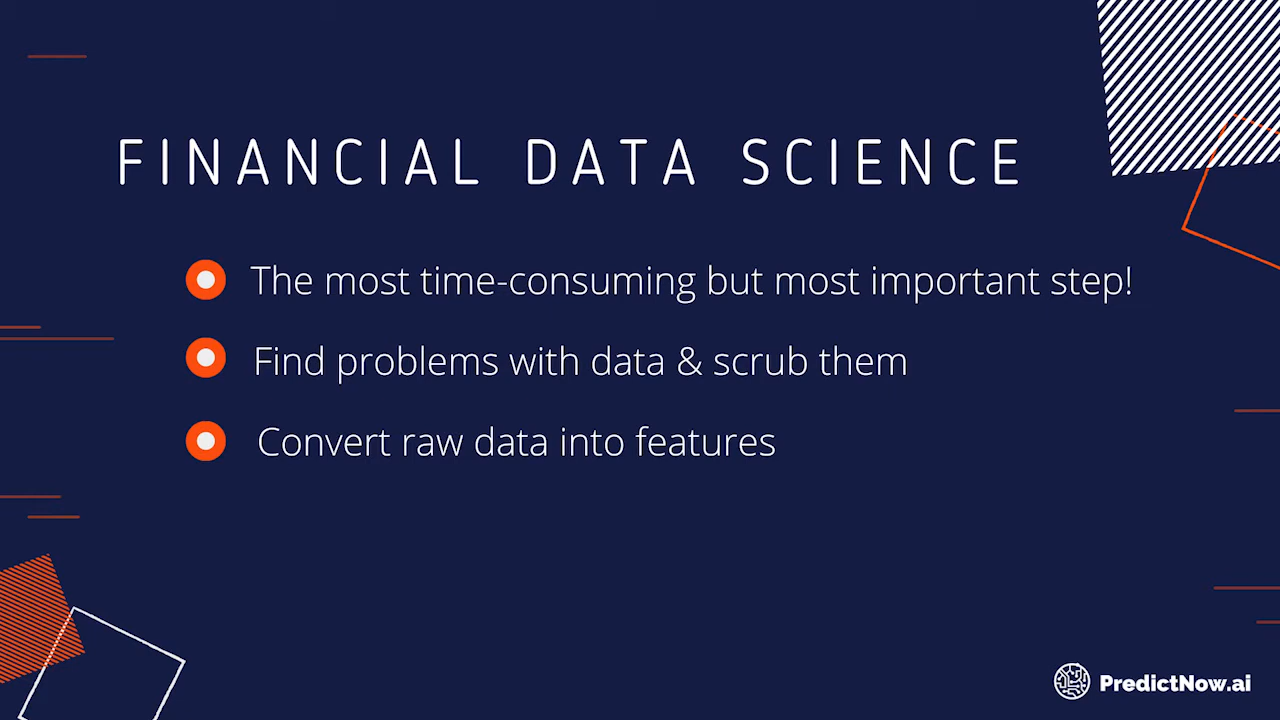 FINANCIAL DATA SCIENCE
The most time-consuming but most important step!
Find problems with data & scrub them
Convert raw data into features
PredictNow.ai